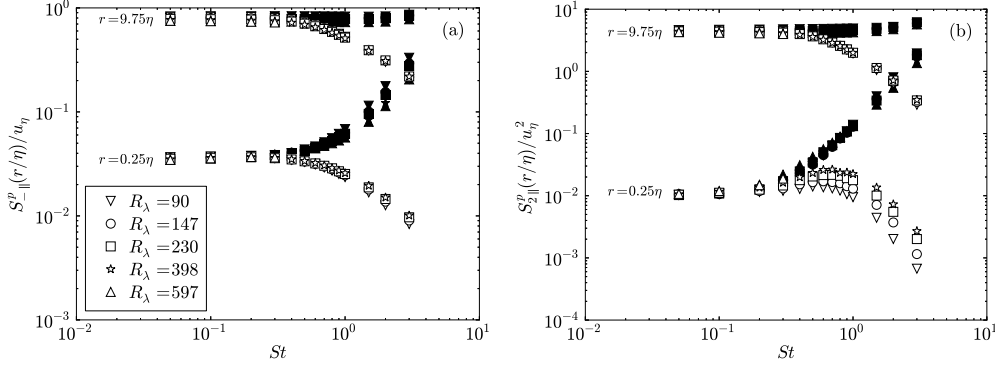 (a)
r = 9.75η
r = 0.25η
R_λ = 90
R_λ = 147
R_λ = 230
R_λ = 398
R_λ = 597
S^p_{-∥}(r/η)/u_η
10^0
10^{-1}
10^{-2}
10^{-3}
10^{-2} 10^{-1} 10^0 10^1
St
(b)
r = 9.75η
r = 0.25η
S^p_{2∥}(r/η)/u_η^2
10^1
10^0
10^{-1}
10^{-2}
10^{-3}
10^{-4}
10^{-2} 10^{-1} 10^0 10^1
St